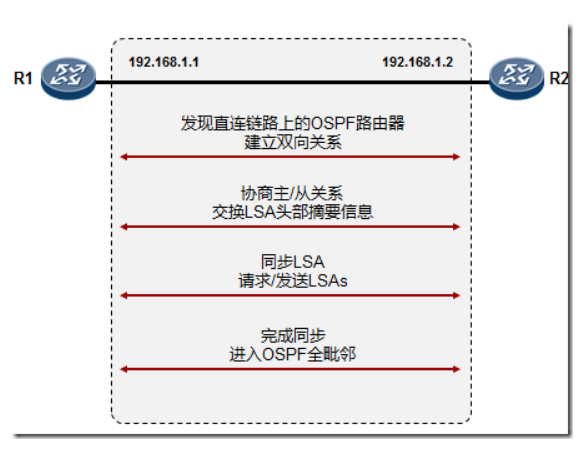 192.168.1.1 192.168.1.2
R1 R2
发现直连链路上的OSPF路由器
建立双向关系
协商主/从关系
交换LSA头部摘要信息
同步LSA
请求/发送LSAs
完成同步
进入OSPF全毗邻